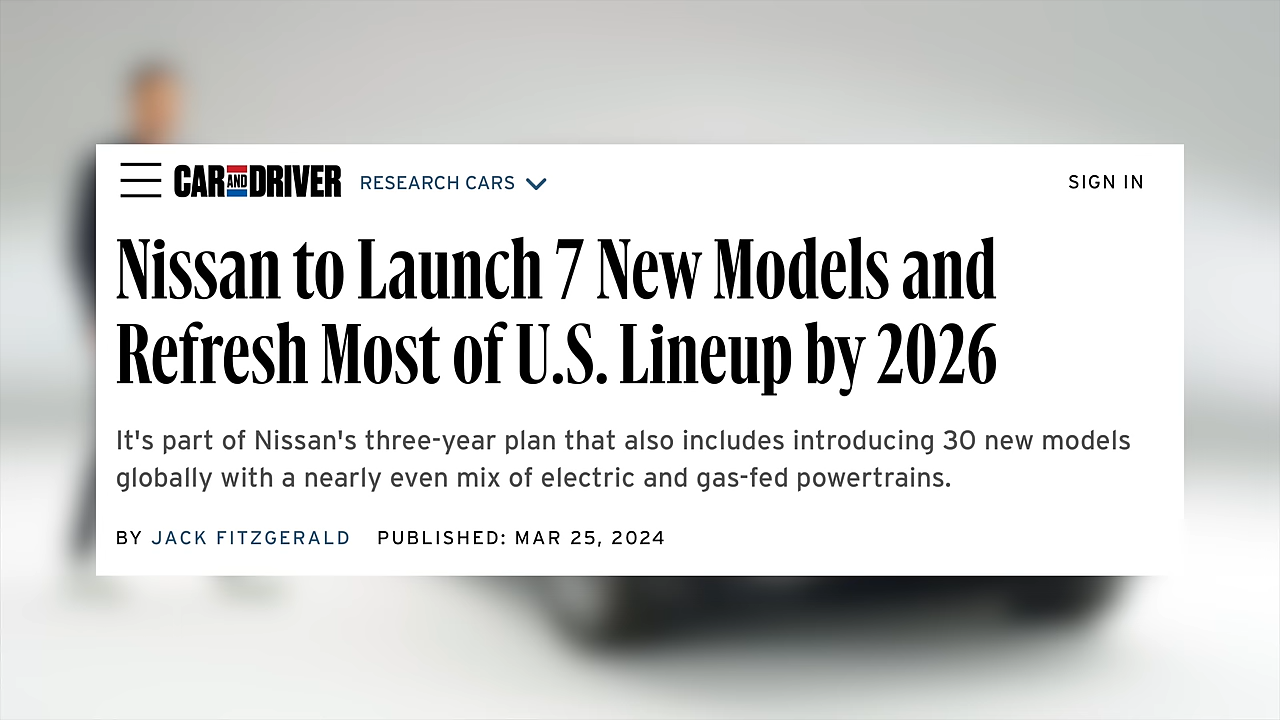 CAR AND DRIVER RESEARCH CARS SIGN IN
Nissan to Launch 7 New Models and
Refresh Most of U.S. Lineup by 2026
It's part of Nissan's three-year plan that also includes introducing 30 new models
globally with a nearly even mix of electric and gas-fed powertrains.
BY JACK FITZGERALD PUBLISHED: MAR 25, 2024